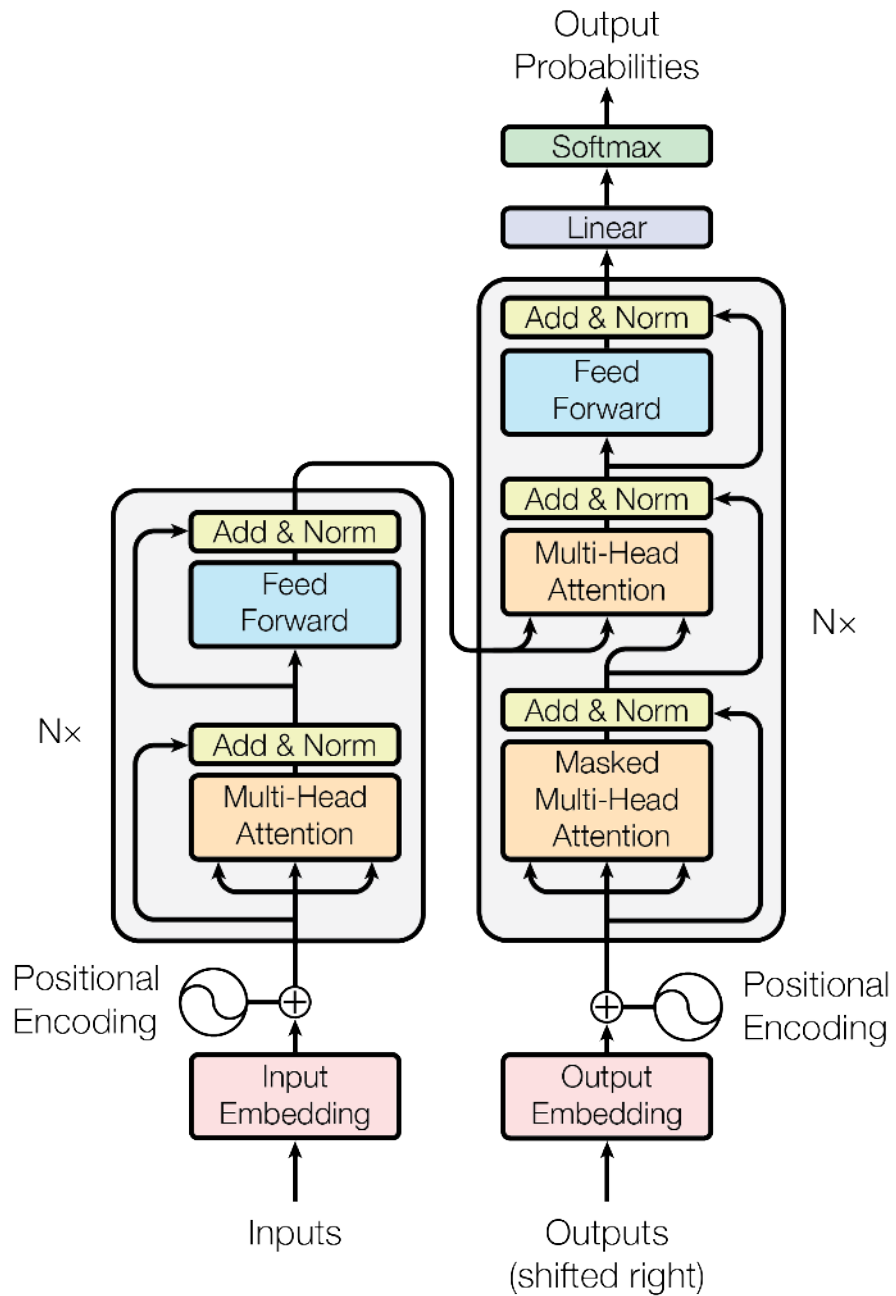 Output
Probabilities
Softmax
Linear
Add & Norm
Feed
Forward
Add & Norm
Multi-Head
Attention
Add & Norm
Masked
Multi-Head
Attention
N×
Add & Norm
Feed
Forward
Add & Norm
Multi-Head
Attention
N×
Positional
Encoding
Input
Embedding
Inputs
Positional
Encoding
Output
Embedding
Outputs
(shifted right)